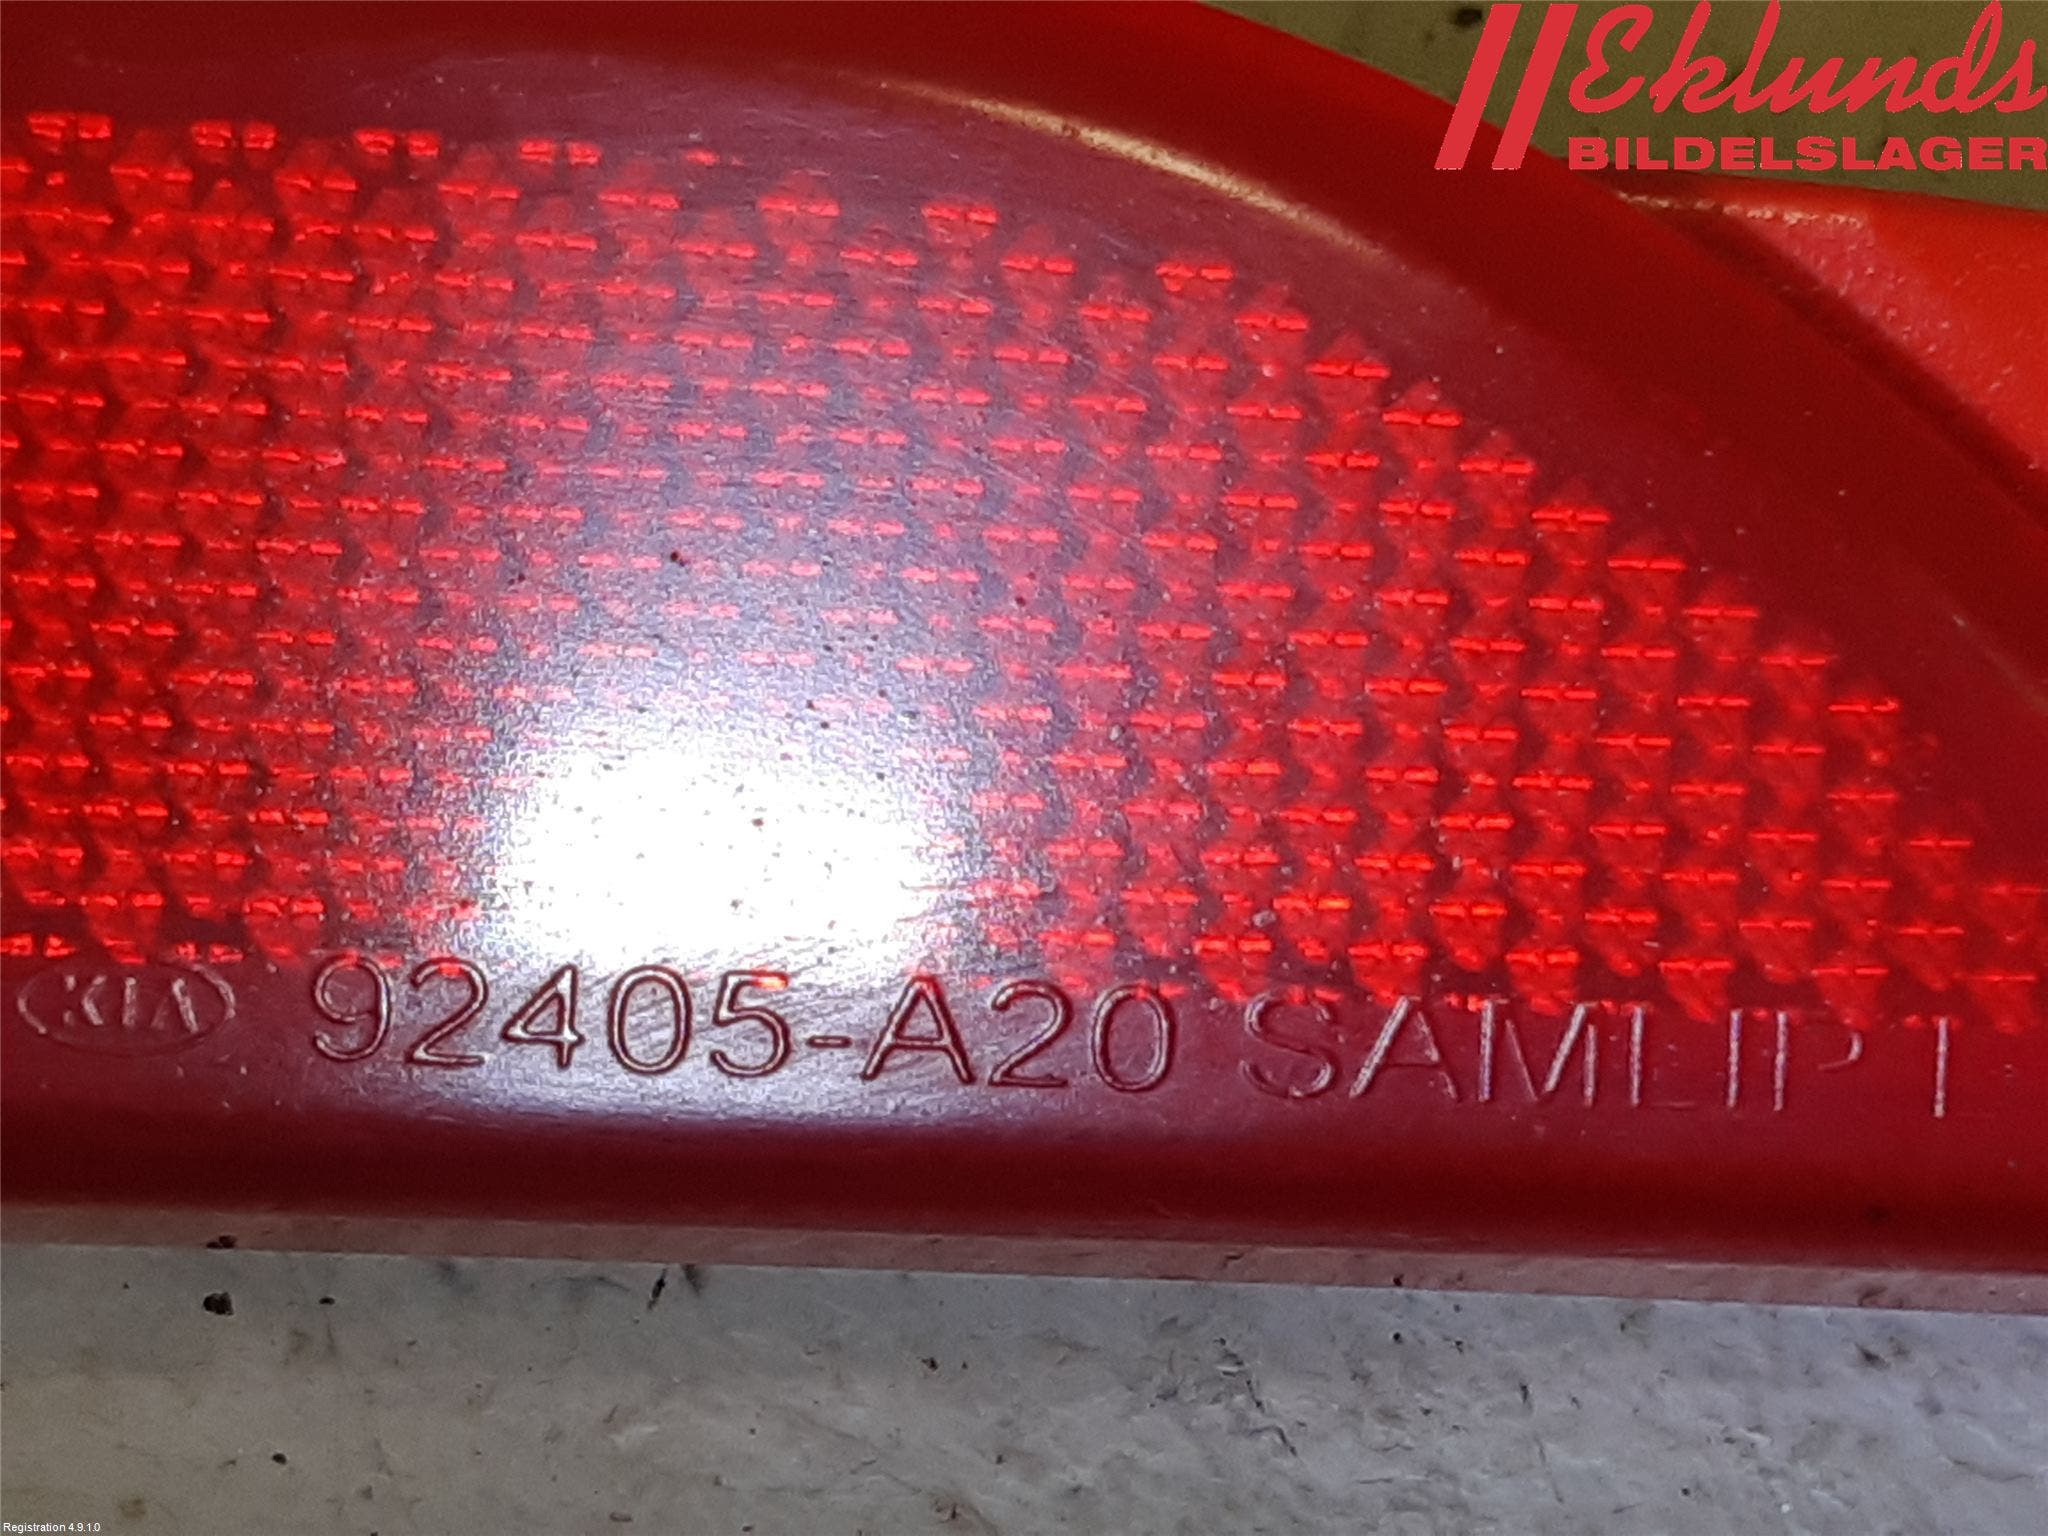 Eklunds
BILDELSLAGER
KIA 92405-A20 SAMLIP
Registration 4.9.1.0